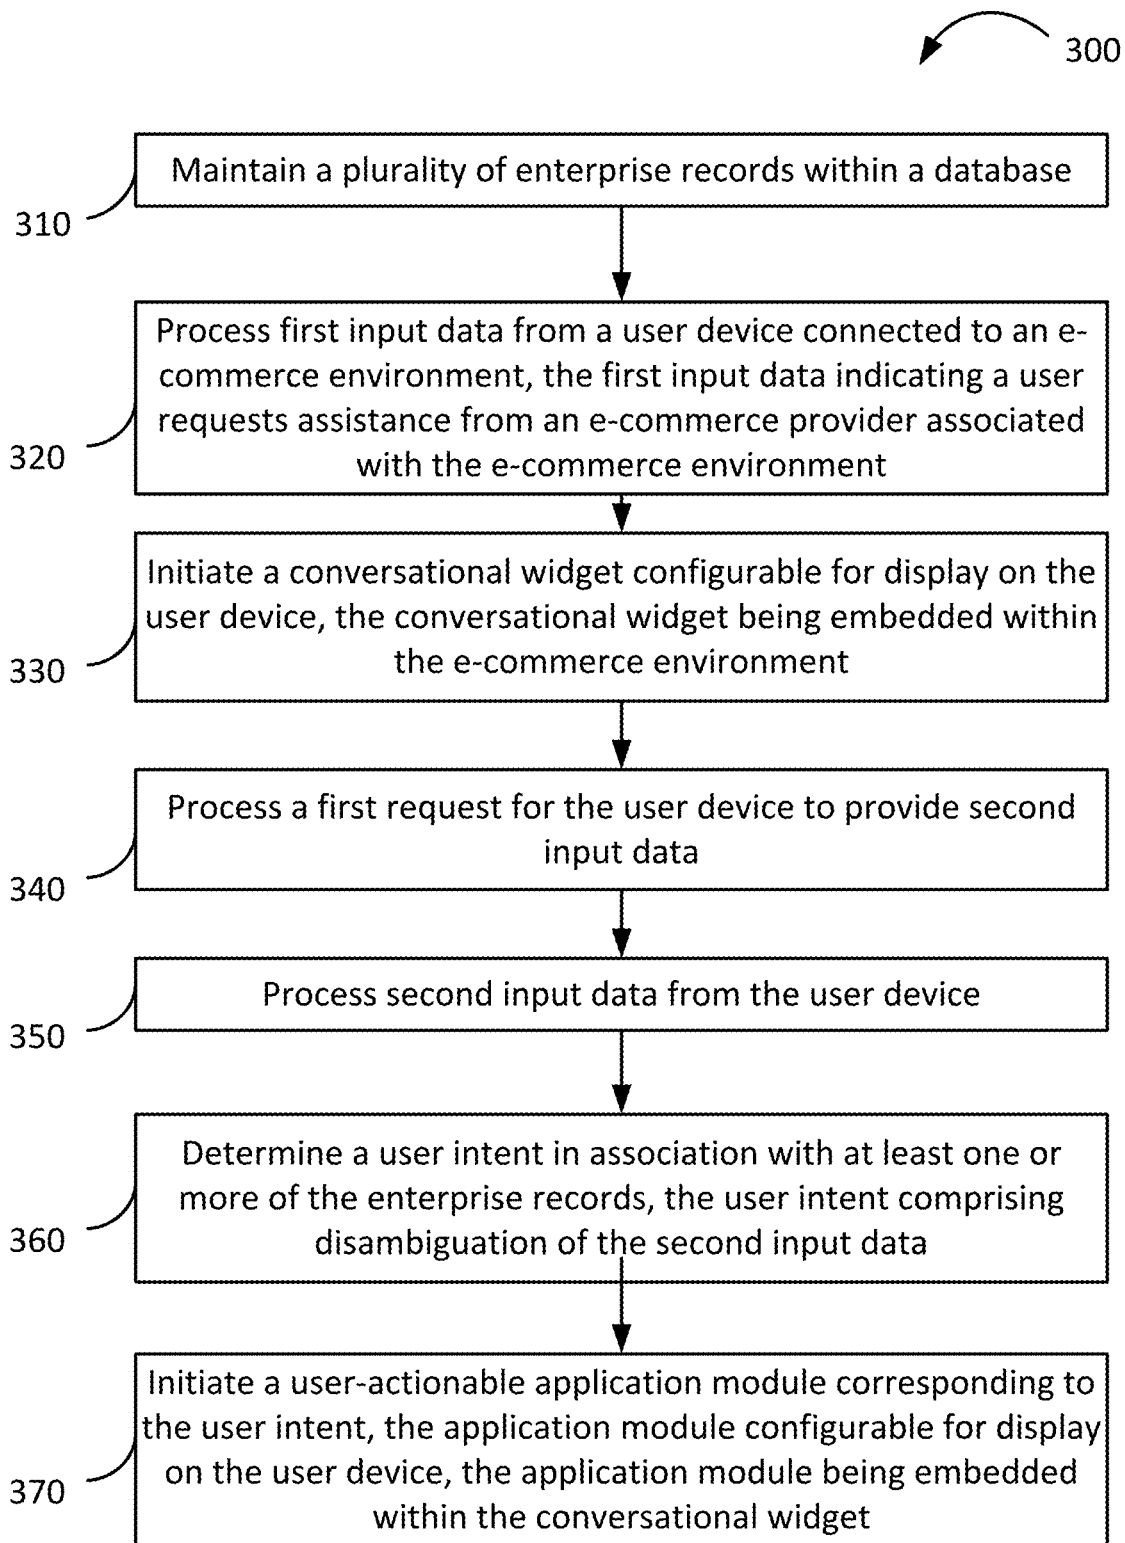 300
Maintain a plurality of enterprise records within a database
310
Process first input data from a user device connected to an e-
commerce environment, the first input data indicating a user
requests assistance from an e-commerce provider associated
with the e-commerce environment
320
Initiate a conversational widget configurable for display on the
user device, the conversational widget being embedded within
the e-commerce environment
330
Process a first request for the user device to provide second
input data
340
Process second input data from the user device
350
Determine a user intent in association with at least one or
more of the enterprise records, the user intent comprising
disambiguation of the second input data
360
Initiate a user-actionable application module corresponding to
the user intent, the application module configurable for display
on the user device, the application module being embedded
within the conversational widget
370